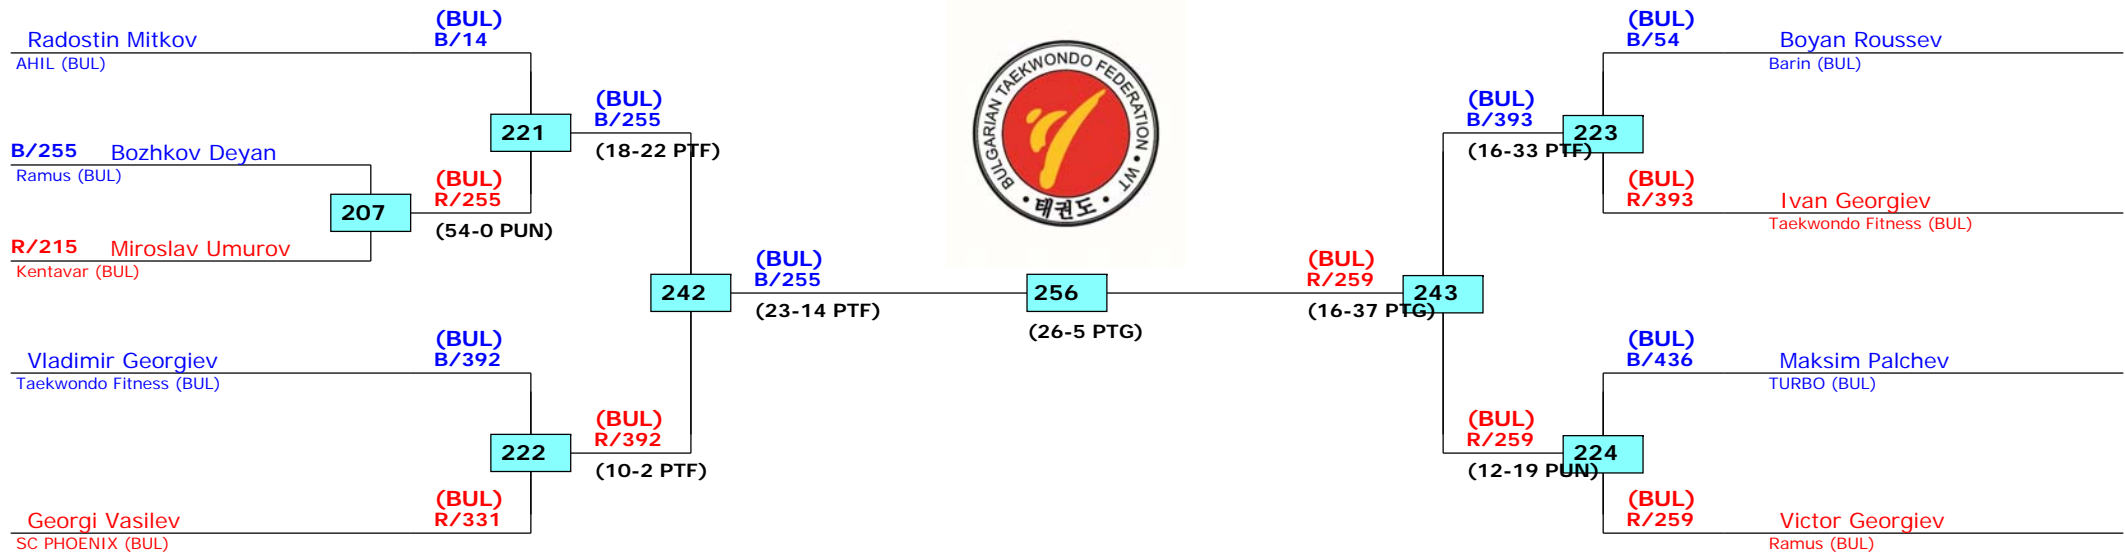 (BUL)
Radostin Mitkov B/14
AHIL (BUL)
(BUL)
221 B/255
(18-22 PTF)
B/255 Bozhkov Deyan
Ramus (BUL)
(BUL)
207 R/255
(54-0 PUN)
R/215 Miroslav Umurov
Kentavar (BUL)
(BUL)
242 B/255
(23-14 PTF)
(BUL)
Vladimir Georgiev B/392
Taekwondo Fitness (BUL)
(BUL)
222 R/392
(10-2 PTF)
(BUL)
Georgi Vasilev R/331
SC PHOENIX (BUL)
BULGARIAN TAEKWONDO FEDERATION • WT
• 태권도 •
256
(26-5 PTG)
(BUL)
B/54 Boyan Roussev
Barin (BUL)
(BUL)
B/393 223
(16-33 PTF)
(BUL)
R/393 Ivan Georgiev
Taekwondo Fitness (BUL)
(BUL)
R/259 243
(16-37 PTG)
(BUL)
B/436 Maksim Palchev
TURBO (BUL)
(BUL)
R/259 224
(12-19 PUN)
(BUL)
R/259 Victor Georgiev
Ramus (BUL)